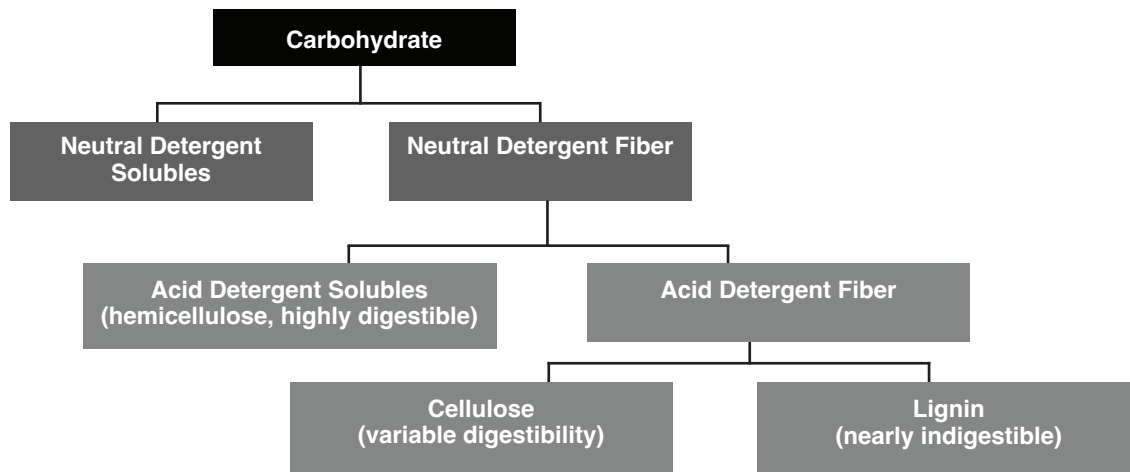 Carbohydrate
Neutral Detergent
Solubles
Neutral Detergent Fiber
Acid Detergent Solubles
(hemicellulose, highly digestible)
Acid Detergent Fiber
Cellulose
(variable digestibility)
Lignin
(nearly indigestible)